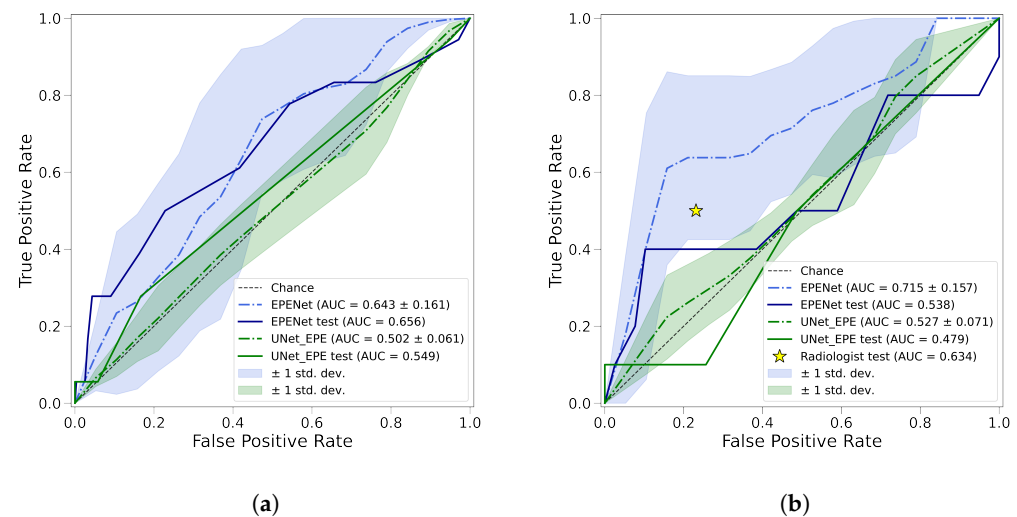 True Positive Rate
1.0
0.8
0.6
0.4
0.2
0.0
Chance
EPENet (AUC = 0.643 ± 0.161)
EPENet test (AUC = 0.656)
UNet_EPE (AUC = 0.502 ± 0.061)
UNet_EPE test (AUC = 0.549)
± 1 std. dev.
± 1 std. dev.
0.0 0.2 0.4 0.6 0.8 1.0
False Positive Rate
(a)
True Positive Rate
1.0
0.8
0.6
0.4
0.2
0.0
Chance
EPENet (AUC = 0.715 ± 0.157)
EPENet test (AUC = 0.538)
UNet_EPE (AUC = 0.527 ± 0.071)
UNet_EPE test (AUC = 0.479)
Radiologist test (AUC = 0.634)
± 1 std. dev.
± 1 std. dev.
0.0 0.2 0.4 0.6 0.8 1.0
False Positive Rate
(b)